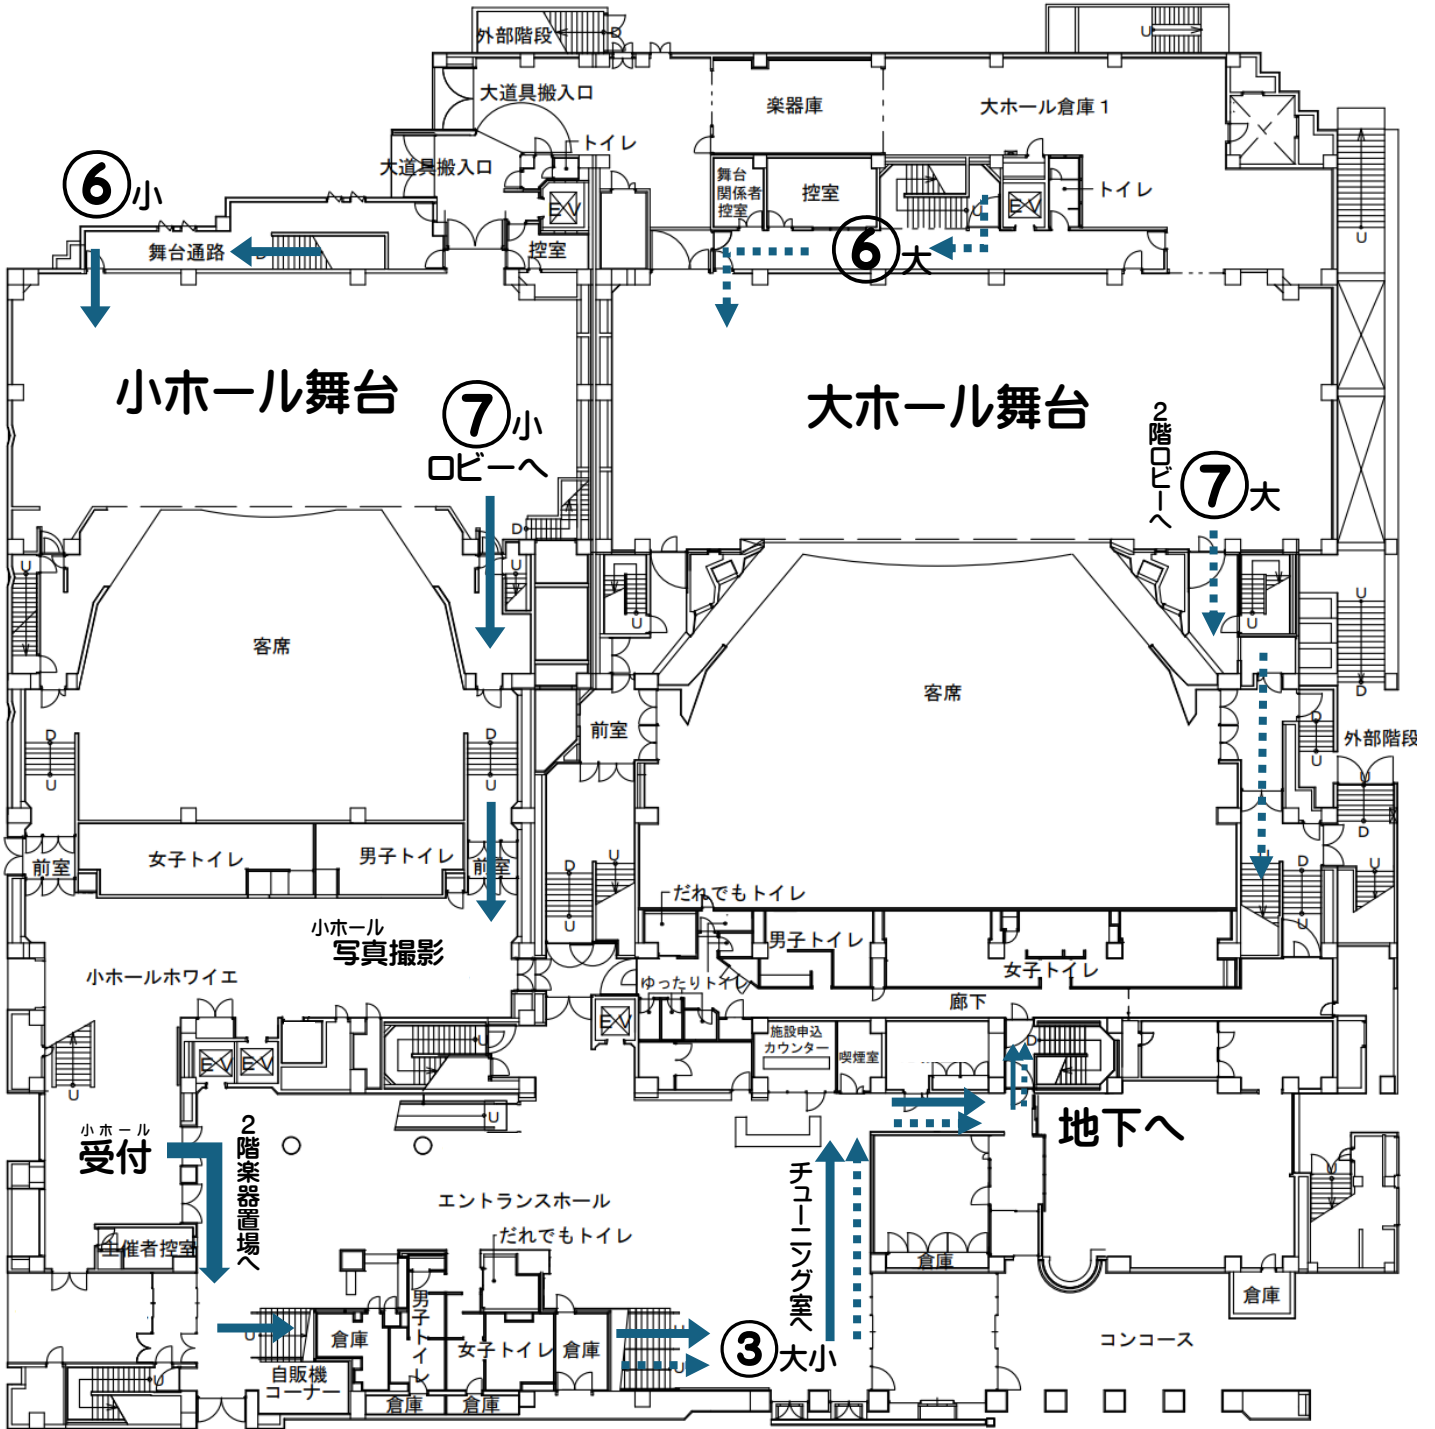 外部階段
D
U
大道具搬入口
楽器庫
大ホール倉庫１
トイレ
大道具搬入口
⑥小
舞台
関係者
控室
控室
EV
U
EV
トイレ
U
舞台通路
D
控室
⑥大
小ホール舞台
⑦小
ロビーへ
大ホール舞台
2階ロビーへ
⑦大
D
U
U
U
U
U
客席
客席
D
D
U
D
U
前室
D
U
外部階段
U
D
前室
女子トイレ
男子トイレ
前室
D
U
U
D
U
U
だれでもトイレ
小ホール
写真撮影
男子トイレ
女子トイレ
小ホールホワイエ
ゆったりトイレ
廊下
EV
施設申込
カウンター
喫煙室
U
D
EV
EV
U
U
小ホール
受付
2階楽器置場へ
地下へ
チューニング室へ
エントランスホール
だれでもトイレ
主催者控室
倉庫
U
倉庫
男子トイレ
女子トイレ
倉庫
倉庫
U
U
③大小
コンコース
自販機
コーナー
U
倉庫
倉庫